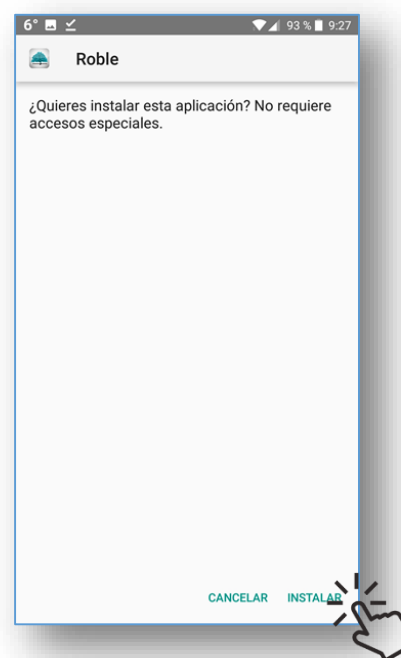 6° 93 % 9:27
Roble
¿Quieres instalar esta aplicación? No requiere
accesos especiales.
CANCELAR INSTALAR